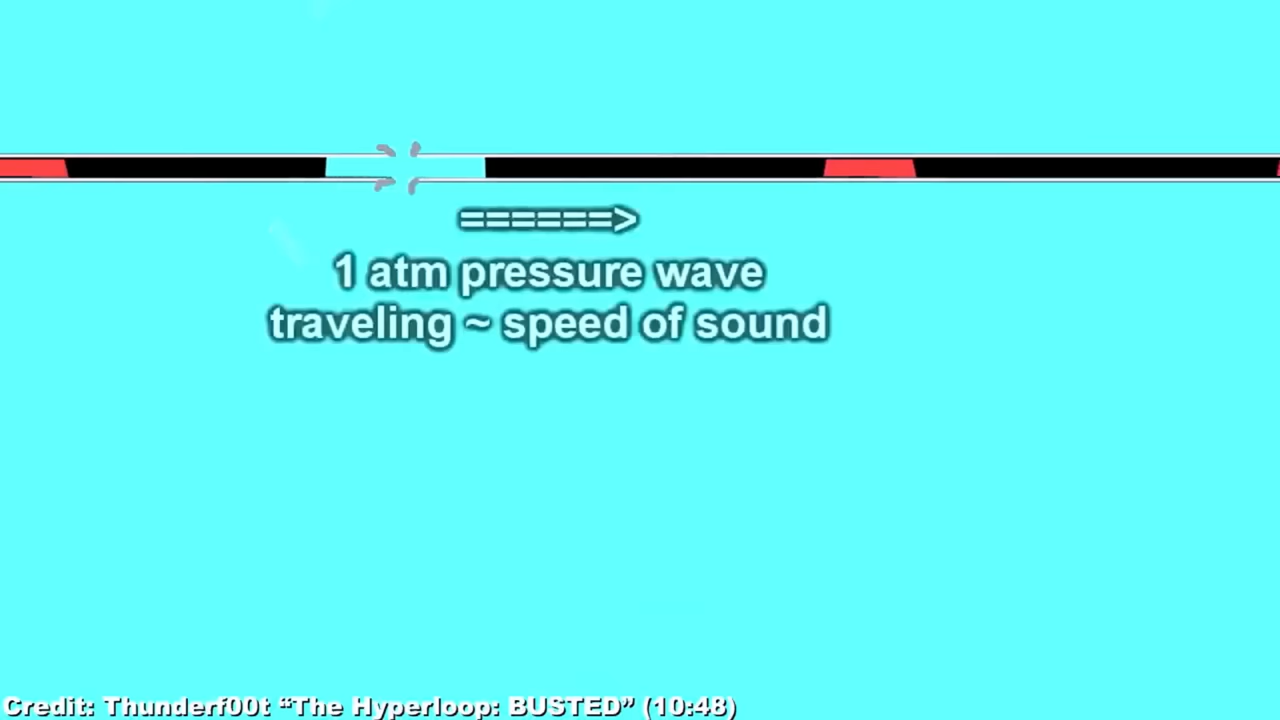 ======>
1 atm pressure wave
traveling ~ speed of sound
Credit: Thunderf00t “The Hyperloop: BUSTED” (10:48)